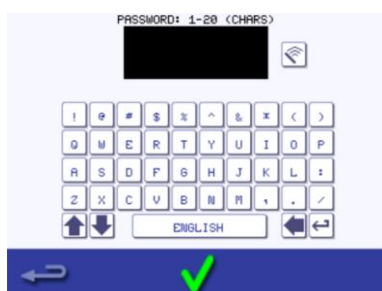 PASSWORD: 1-20 (CHARS)
! @ # $ % ^ & * ( )
Q W E R T Y U I O P
A S D F G H J K L :
Z X C V B N M , . /
ENGLISH